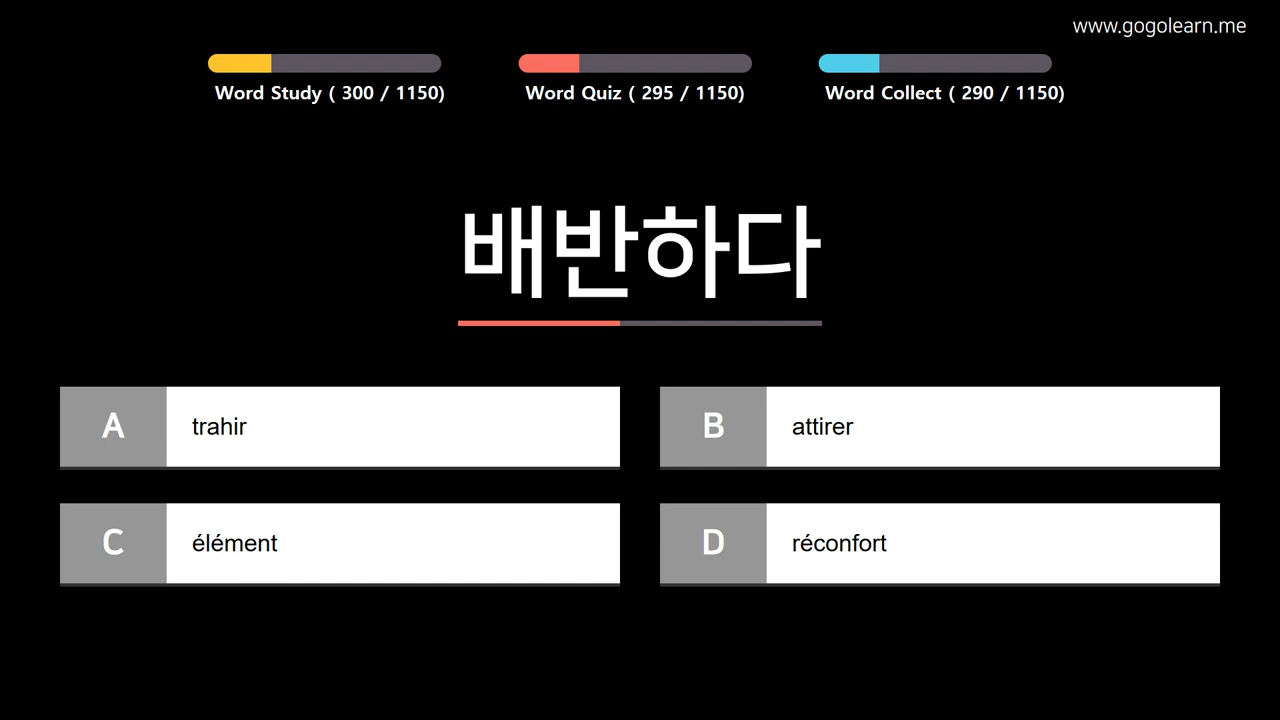 www.gogolearn.me
Word Study ( 300 / 1150)
Word Quiz ( 295 / 1150)
Word Collect ( 290 / 1150)
배반하다
A trahir
B attirer
C élément
D réconfort